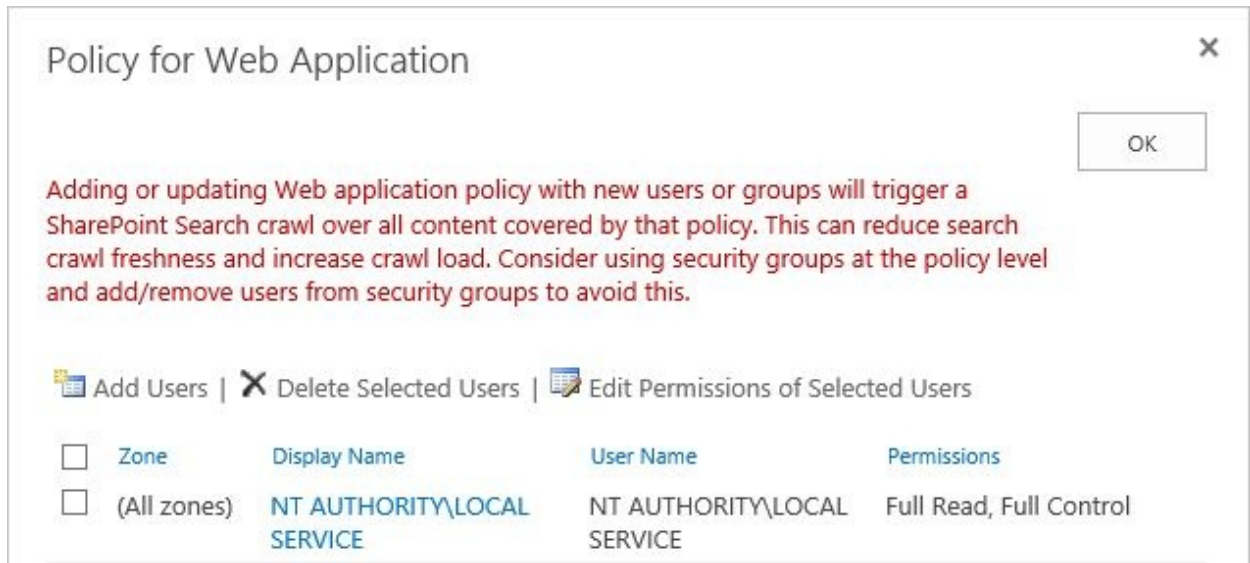 Policy for Web Application
OK
Adding or updating Web application policy with new users or groups will trigger a
SharePoint Search crawl over all content covered by that policy. This can reduce search
crawl freshness and increase crawl load. Consider using security groups at the policy level
and add/remove users from security groups to avoid this.
Add Users | Delete Selected Users | Edit Permissions of Selected Users
Zone Display Name User Name Permissions
(All zones) NT AUTHORITY\LOCAL NT AUTHORITY\LOCAL Full Read, Full Control
SERVICE SERVICE